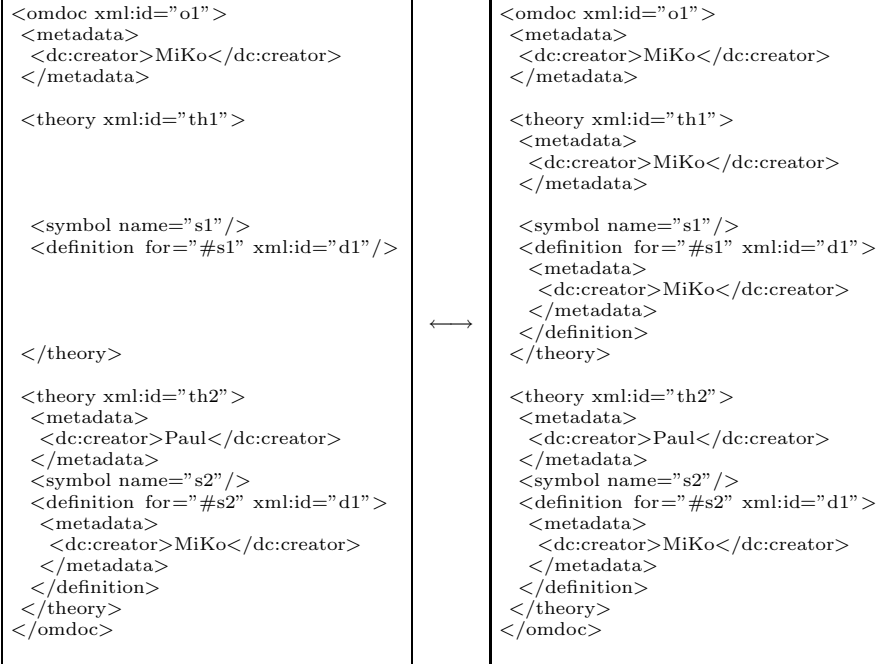 <omdoc xml:id="o1">
<metadata>
<dc:creator>MiKo</dc:creator>
</metadata>
<theory xml:id="th1">
<symbol name="s1"/>
<definition for="#s1" xml:id="d1"/>
</theory>
<theory xml:id="th2">
<metadata>
<dc:creator>Paul</dc:creator>
</metadata>
<symbol name="s2"/>
<definition for="#s2" xml:id="d1">
<metadata>
<dc:creator>MiKo</dc:creator>
</metadata>
</definition>
</theory>
</omdoc>
⟷
<omdoc xml:id="o1">
<metadata>
<dc:creator>MiKo</dc:creator>
</metadata>
<theory xml:id="th1">
<metadata>
<dc:creator>MiKo</dc:creator>
</metadata>
<symbol name="s1"/>
<definition for="#s1" xml:id="d1">
<metadata>
<dc:creator>MiKo</dc:creator>
</metadata>
</definition>
</theory>
<theory xml:id="th2">
<metadata>
<dc:creator>Paul</dc:creator>
</metadata>
<symbol name="s2"/>
<definition for="#s2" xml:id="d1">
<metadata>
<dc:creator>MiKo</dc:creator>
</metadata>
</definition>
</theory>
</omdoc>